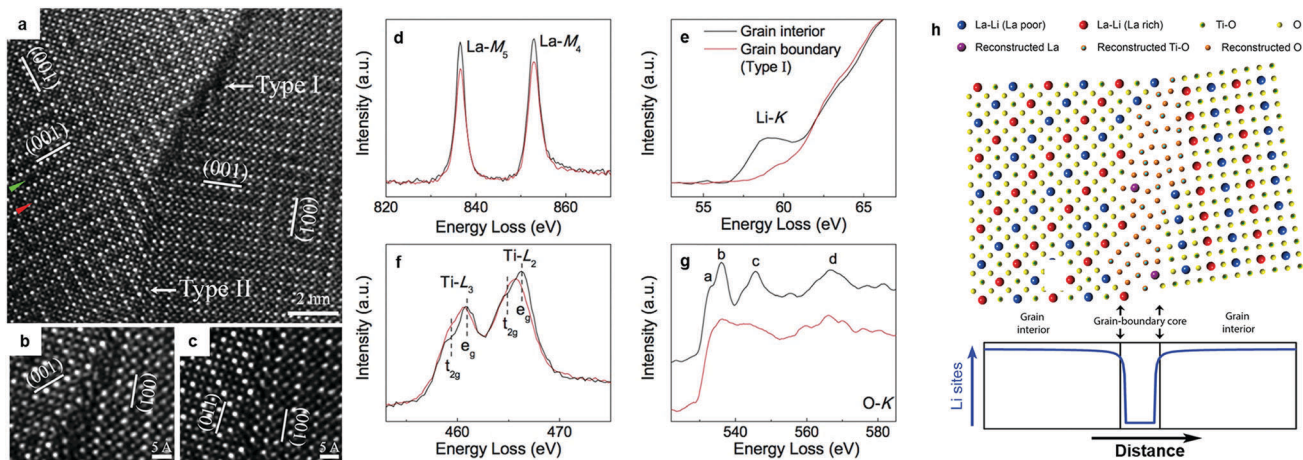 a
(100)
Type I
(001)
(001)
(100)
Type II
2 nm
b
(001)
(001)
5 Å
c
(110)
(001)
5 Å
d
La-M5
La-M4
Intensity (a.u.)
820 840 860
Energy Loss (eV)
e
Grain interior
Grain boundary
(Type I)
Li-K
Intensity (a.u.)
55 60 65
Energy Loss (eV)
f
Ti-L2
Ti-L3
t2g
eg
t2g
eg
Intensity (a.u.)
460 470
Energy Loss (eV)
g
a
b
c
d
O-K
Intensity (a.u.)
540 560 580
Energy Loss (eV)
h
La-Li (La poor) La-Li (La rich) Ti-O O
Reconstructed La Reconstructed Ti-O Reconstructed O
Grain
interior
Grain-boundary core
Grain
interior
Li sites
Distance